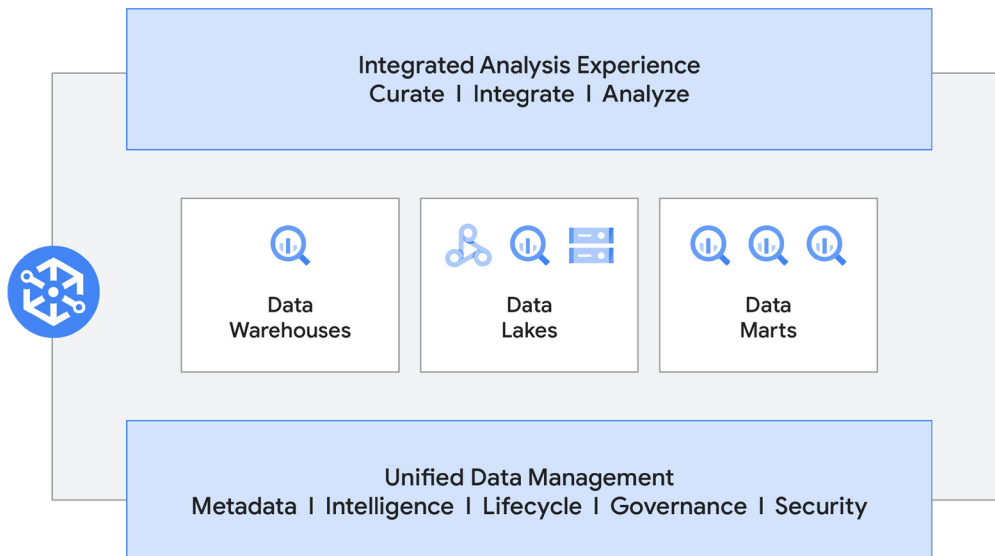 Integrated Analysis Experience
Curate I Integrate I Analyze
Data
Warehouses
Data
Lakes
Data
Marts
Unified Data Management
Metadata I Intelligence I Lifecycle I Governance I Security